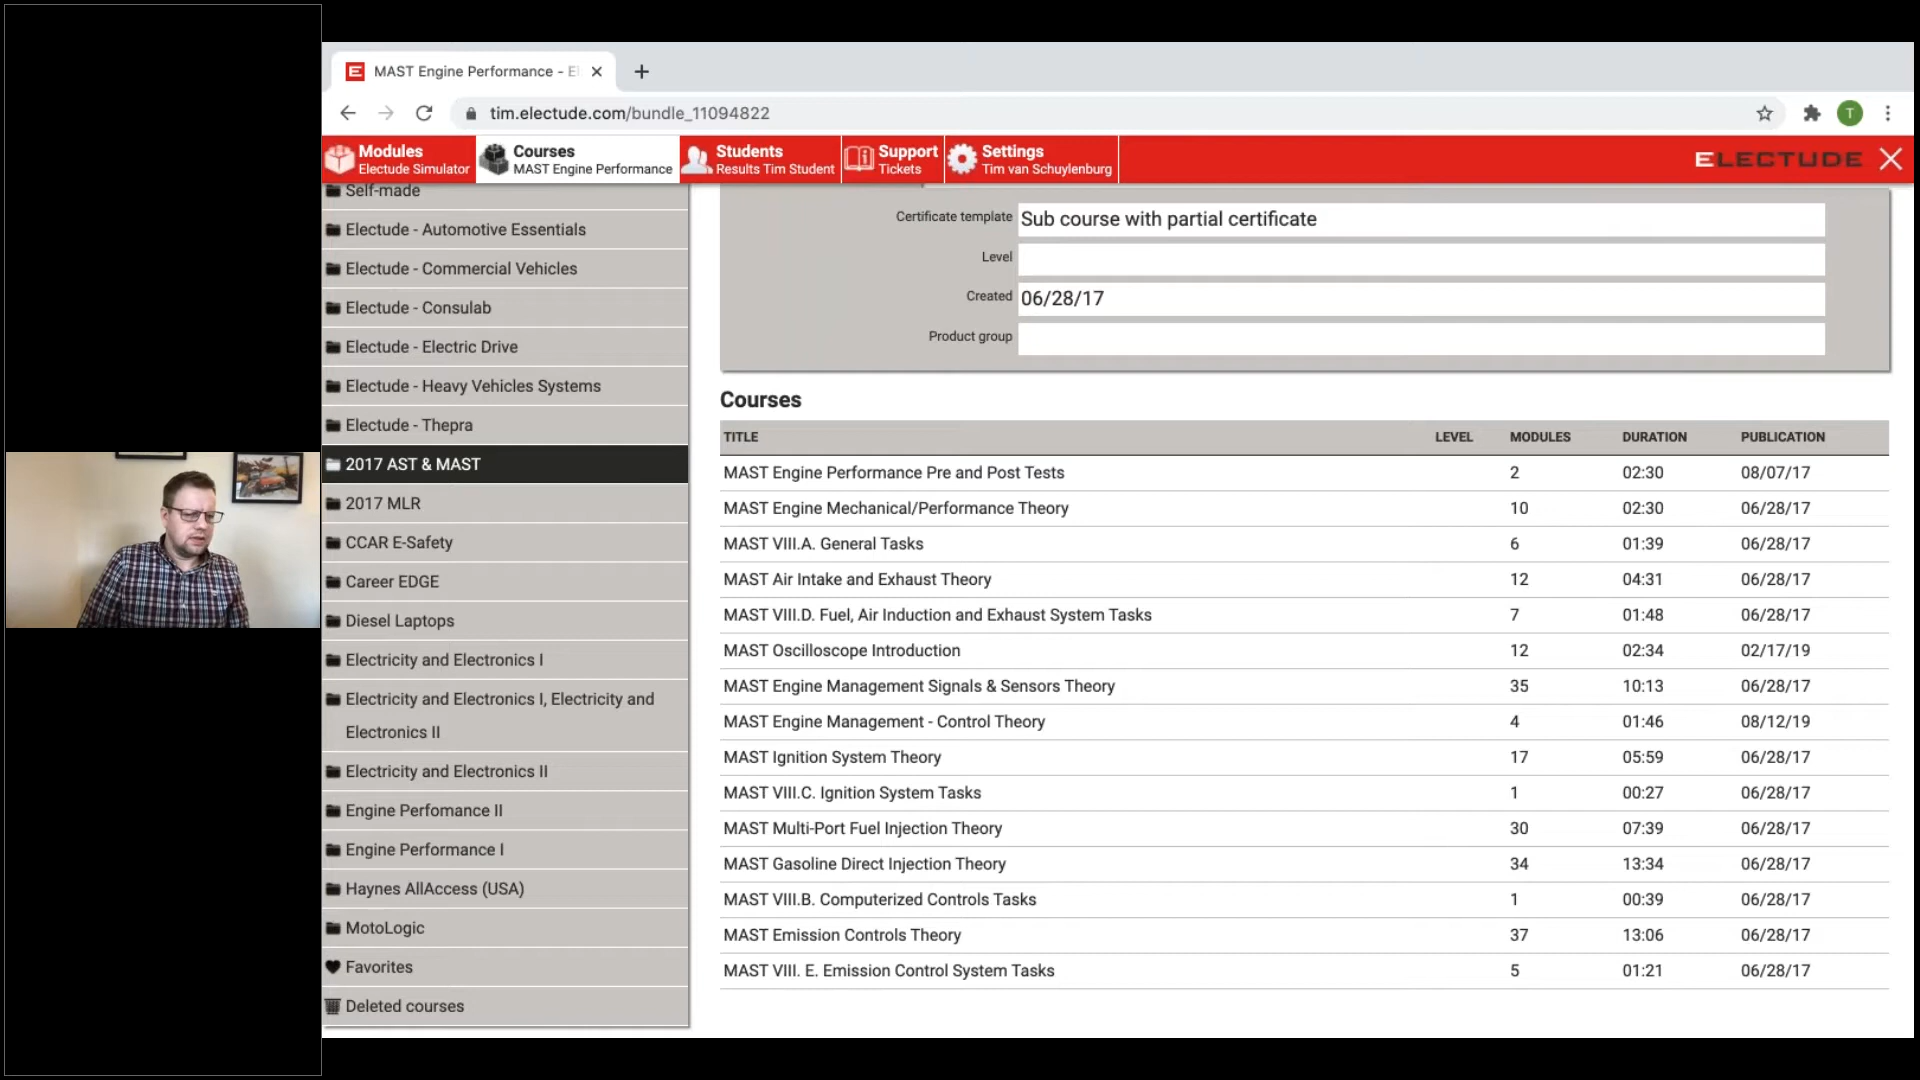 MAST Engine Performance - El
tim.electude.com/bundle_11094822
T
Modules
Electude Simulator
Courses
MAST Engine Performance
Students
Results Tim Student
Support
Tickets
Settings
Tim van Schuylenburg
ELECTUDE
Self-made
Electude - Automotive Essentials
Electude - Commercial Vehicles
Electude - Consulab
Electude - Electric Drive
Electude - Heavy Vehicles Systems
Electude - Thepra
2017 AST & MAST
2017 MLR
CCAR E-Safety
Career EDGE
Diesel Laptops
Electricity and Electronics I
Electricity and Electronics I, Electricity and
Electronics II
Electricity and Electronics II
Engine Perfomance II
Engine Performance I
Haynes AllAccess (USA)
MotoLogic
Favorites
Deleted courses
Certificate template Sub course with partial certificate
Level
Created 06/28/17
Product group
Courses
TITLE LEVEL MODULES DURATION PUBLICATION
MAST Engine Performance Pre and Post Tests 2 02:30 08/07/17
MAST Engine Mechanical/Performance Theory 10 02:30 06/28/17
MAST VIII.A. General Tasks 6 01:39 06/28/17
MAST Air Intake and Exhaust Theory 12 04:31 06/28/17
MAST VIII.D. Fuel, Air Induction and Exhaust System Tasks 7 01:48 06/28/17
MAST Oscilloscope Introduction 12 02:34 02/17/19
MAST Engine Management Signals & Sensors Theory 35 10:13 06/28/17
MAST Engine Management - Control Theory 4 01:46 08/12/19
MAST Ignition System Theory 17 05:59 06/28/17
MAST VIII.C. Ignition System Tasks 1 00:27 06/28/17
MAST Multi-Port Fuel Injection Theory 30 07:39 06/28/17
MAST Gasoline Direct Injection Theory 34 13:34 06/28/17
MAST VIII.B. Computerized Controls Tasks 1 00:39 06/28/17
MAST Emission Controls Theory 37 13:06 06/28/17
MAST VIII. E. Emission Control System Tasks 5 01:21 06/28/17